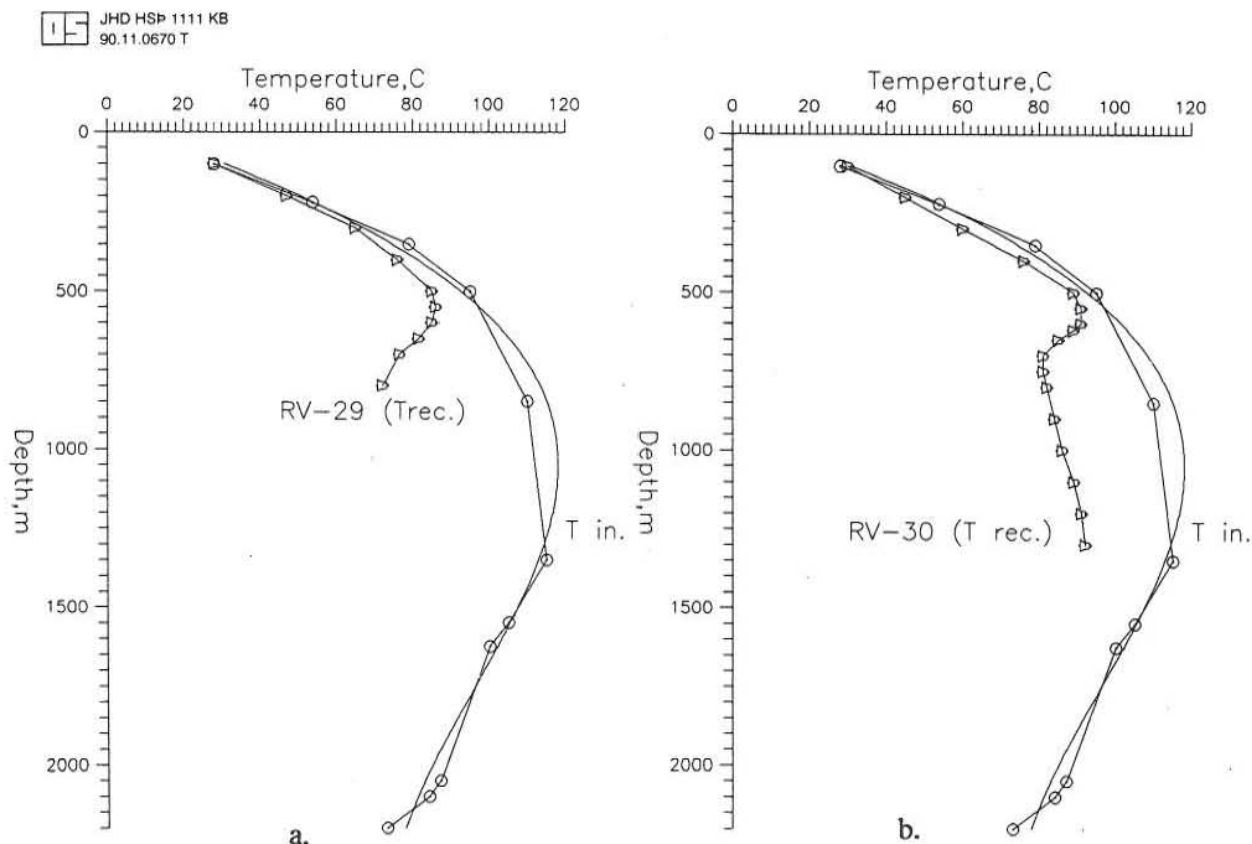 JHD HSÞ 1111 KB
90.11.0670 T
Temperature,C
0 20 40 60 80 100 120
0
500
1000
1500
2000
Depth,m
RV-29 (Trec.)
T in.
a.
Temperature,C
0 20 40 60 80 100 120
0
500
1000
1500
2000
Depth,m
RV-30 (T rec.)
T in.
b.